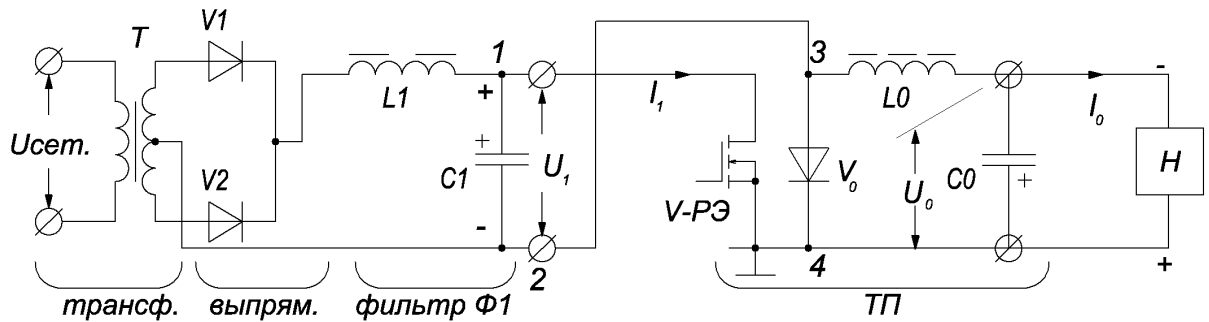 T
V1
1
3
L1
+
I₁
L0
-
I₀
Uсет.
+
U₁
H
V2
C1
V-РЭ
V₀
U₀
C0
+
-
2
4
+
трансф.
выпрям.
фильтр Ф1
ТП